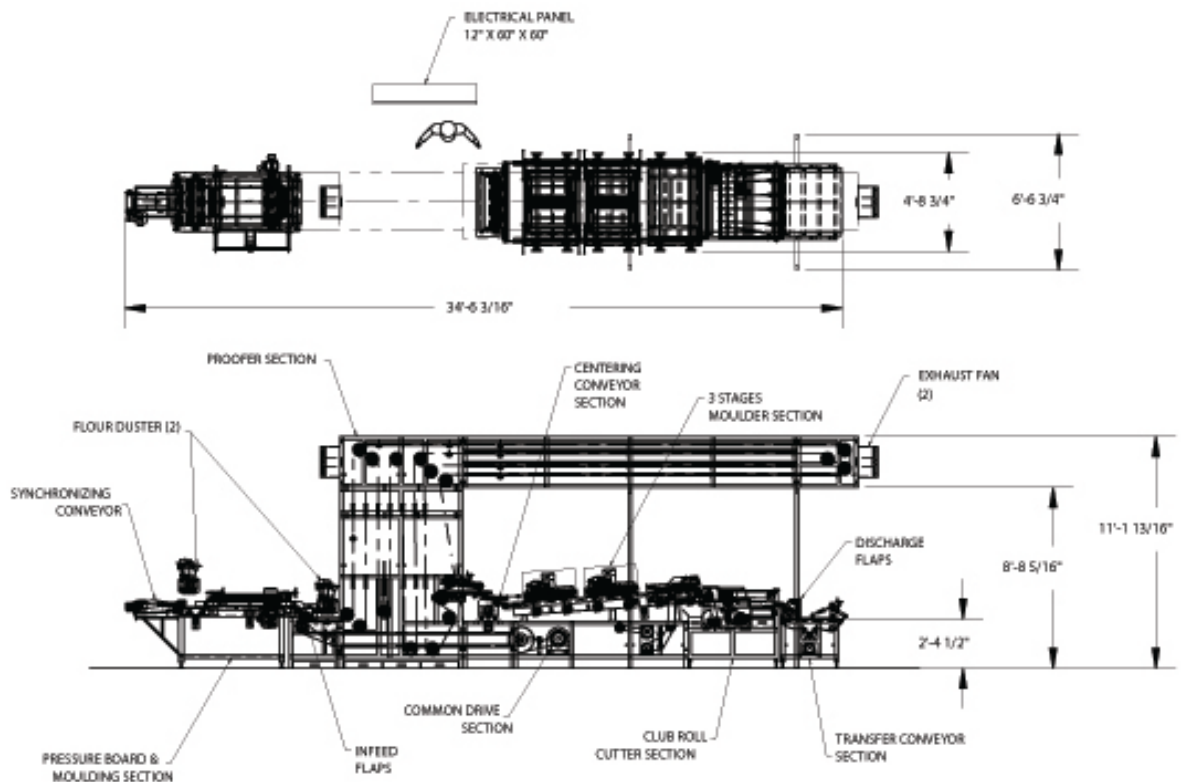 ELECTRICAL PANEL
12" X 60" X 60"
4'-8 3/4"
6'-6 3/4"
34'-6 3/16"
PROOFER SECTION
CENTERING
CONVEYOR
SECTION
3 STAGES
MOULDER SECTION
EXHAUST FAN
(2)
FLOUR DUSTER (2)
SYNCHRONIZING
CONVEYOR
DISCHARGE
FLAPS
11'-1 13/16"
8'-8 5/16"
2'-4 1/2"
COMMON DRIVE
SECTION
CLUB ROLL
CUTTER SECTION
TRANSFER CONVEYOR
SECTION
INFEED
FLAPS
PRESSURE BOARD &
MOULDING SECTION